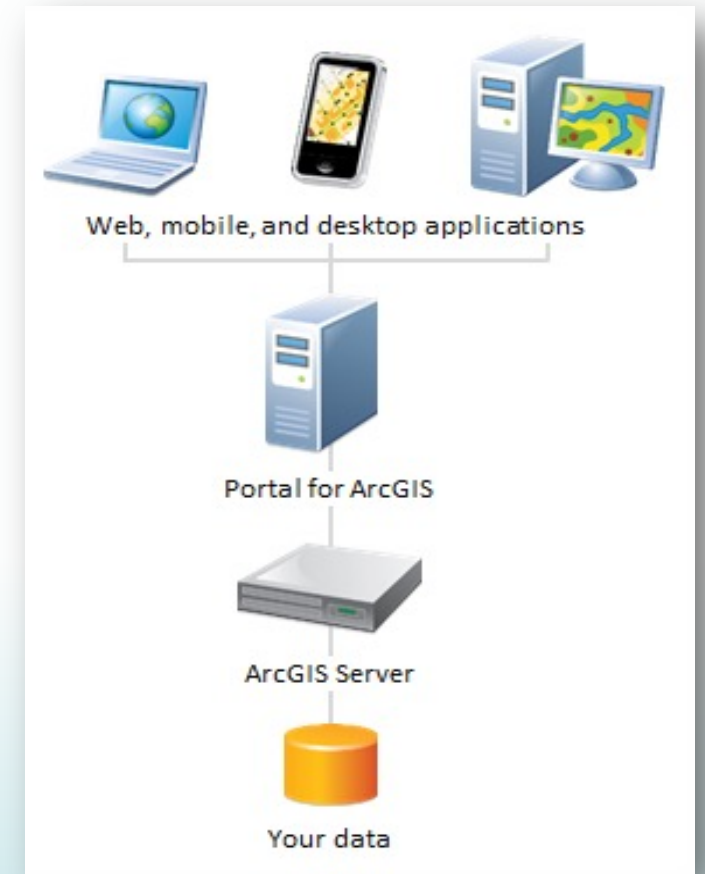 Web, mobile, and desktop applications
Portal for ArcGIS
ArcGIS Server
Your data